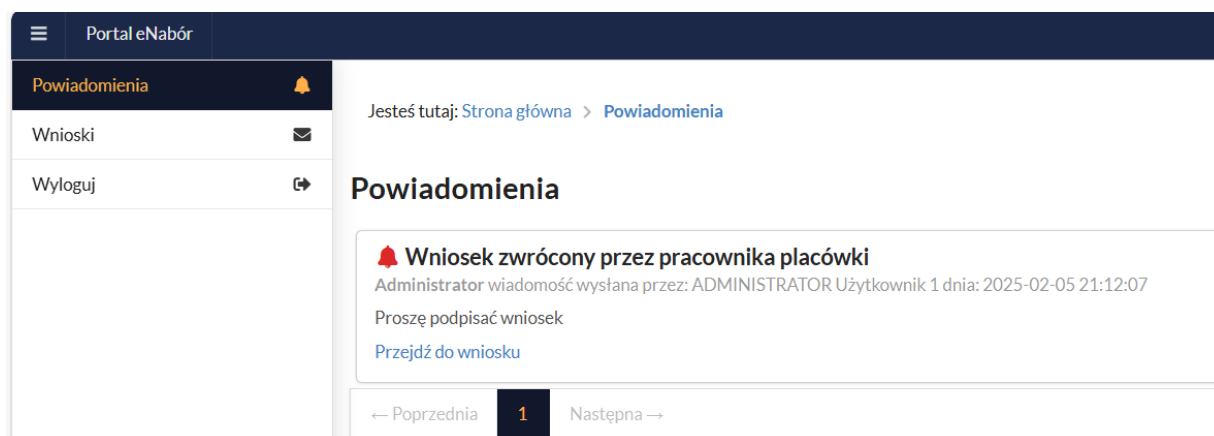 Portal eNabór
Powiadomienia
Wnioski
Wyloguj
Jesteś tutaj: Strona główna > Powiadomienia
Powiadomienia
Wniosek zwrócony przez pracownika placówki
Administrator wiadomość wysłana przez: ADMINISTRATOR Użytkownik 1 dnia: 2025-02-05 21:12:07
Proszę podpisać wniosek
Przejdź do wniosku
← Poprzednia 1 Następna →